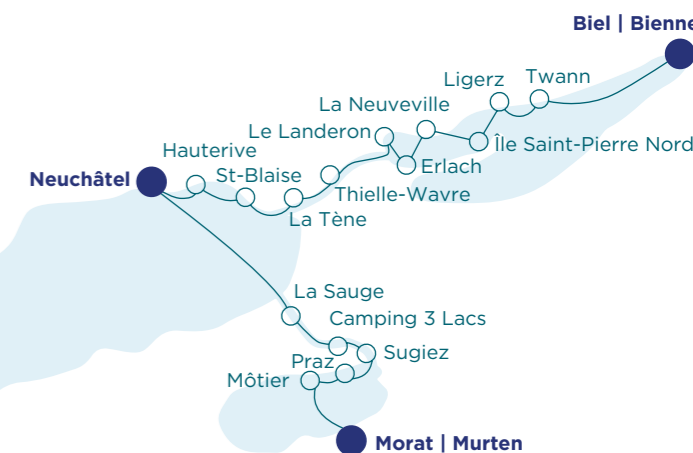 Biel | Bienne
Ligerz
Twann
La Neuveville
Le Landeron
Île Saint-Pierre Nord
Hauterive
Erlach
St-Blaise
Neuchâtel
Thielle-Wavre
La Tène
La Sauge
Camping 3 Lacs
Sugiez
Praz
Môtier
Morat | Murten